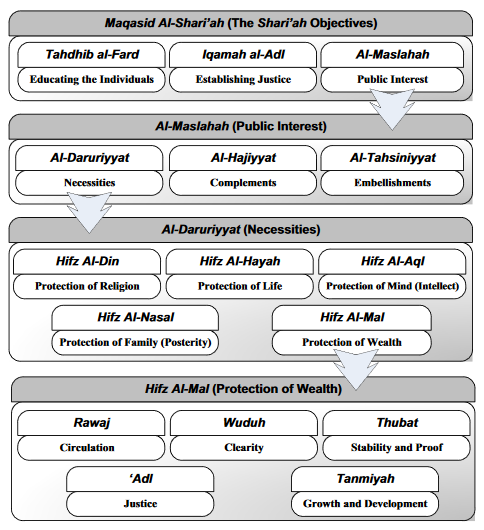 Maqasid Al-Shari'ah (The Shari'ah Objectives)
Tahdhib al-Fard
Iqamah al-Adl
Al-Maslahah
Educating the Individuals
Establishing Justice
Public Interest
Al-Maslahah (Public Interest)
Al-Daruriyyat
Al-Hajiyyat
Al-Tahsiniyyat
Necessities
Complements
Embellishments
Al-Daruriyyat (Necessities)
Hifz Al-Din
Hifz Al-Hayah
Hifz Al-Aql
Protection of Religion
Protection of Life
Protection of Mind (Intellect)
Hifz Al-Nasal
Hifz Al-Mal
Protection of Family (Posterity)
Protection of Wealth
Hifz Al-Mal (Protection of Wealth)
Rawaj
Wuduh
Thubat
Circulation
Clearity
Stability and Proof
‘Adl
Tanmiyah
Justice
Growth and Development